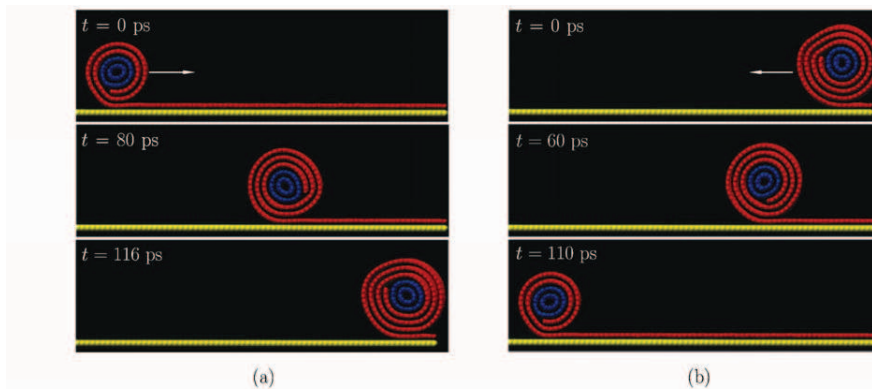 t = 0 ps
t = 80 ps
t = 116 ps
(a)
t = 0 ps
t = 60 ps
t = 110 ps
(b)